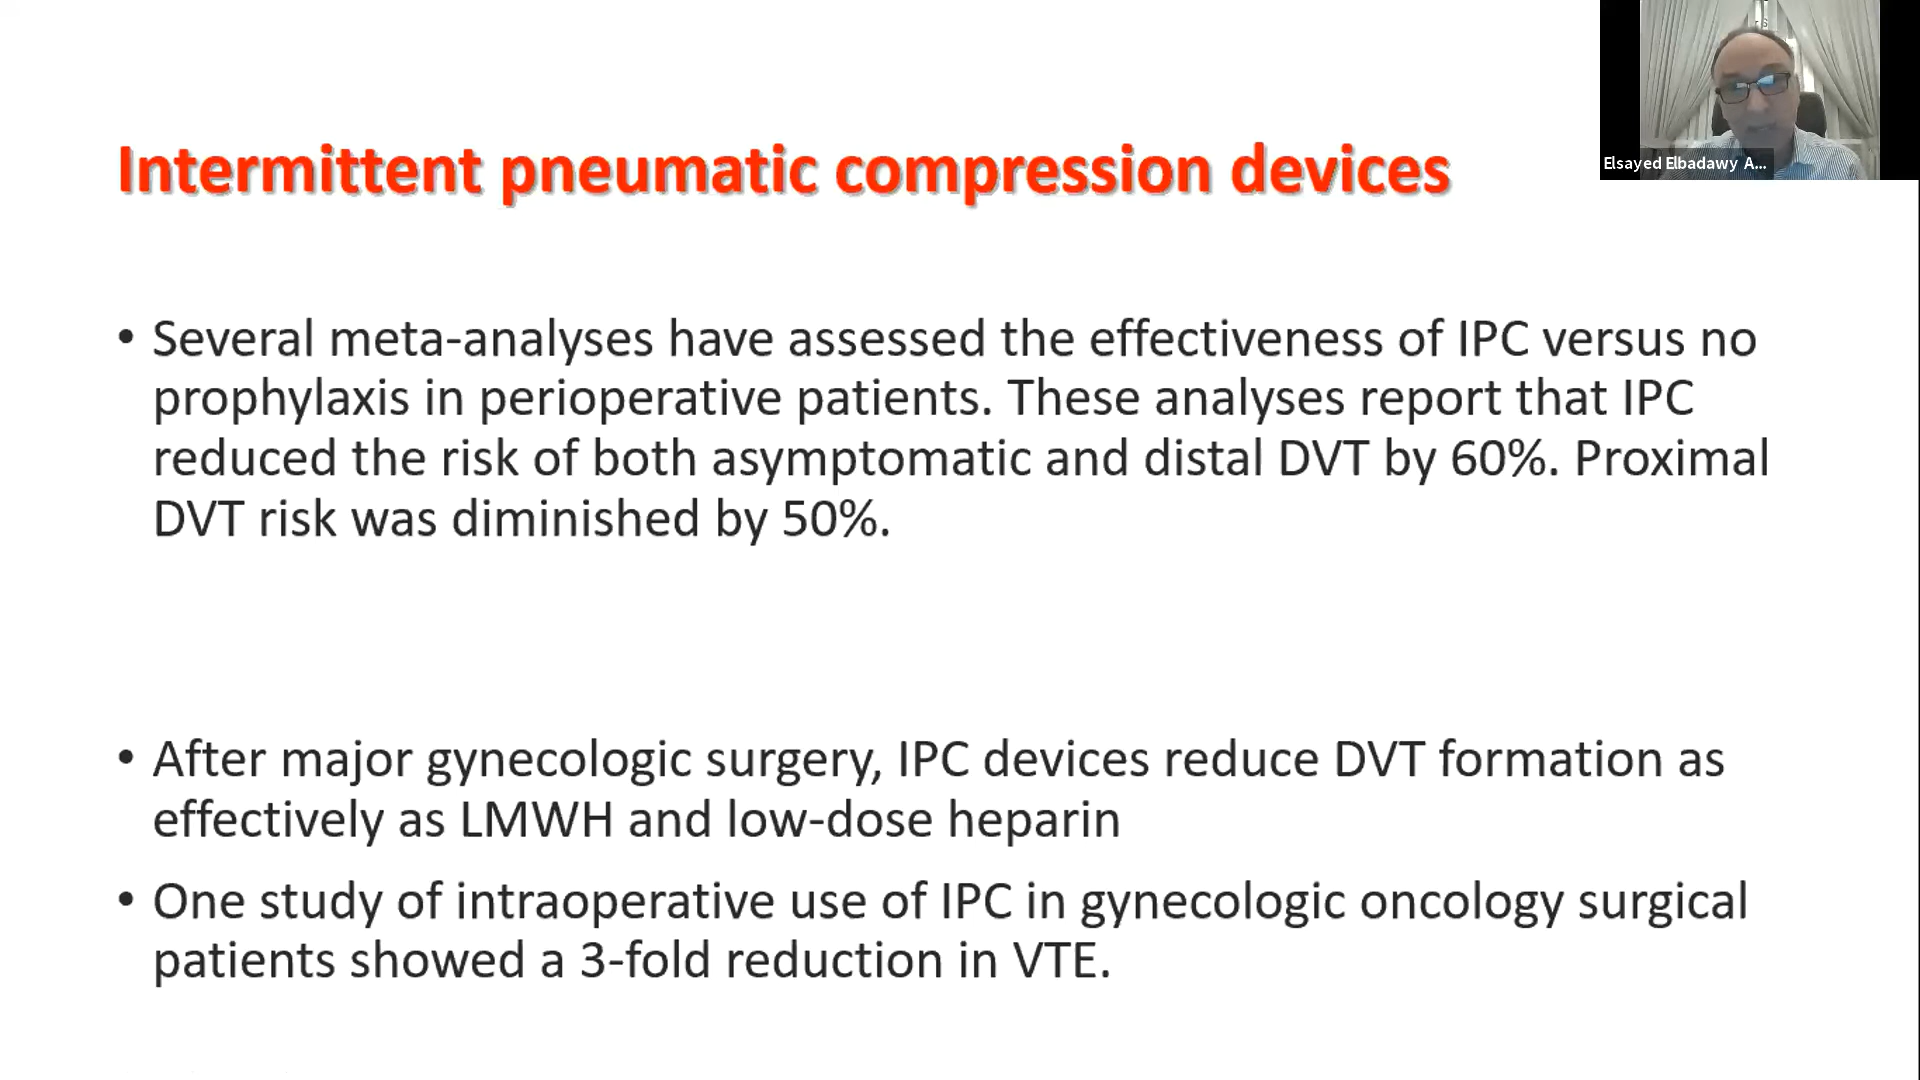 Intermittent pneumatic compression devices
Elsayed Elbadawy A...
• Several meta-analyses have assessed the effectiveness of IPC versus no
prophylaxis in perioperative patients. These analyses report that IPC
reduced the risk of both asymptomatic and distal DVT by 60%. Proximal
DVT risk was diminished by 50%.
• After major gynecologic surgery, IPC devices reduce DVT formation as
effectively as LMWH and low-dose heparin
• One study of intraoperative use of IPC in gynecologic oncology surgical
patients showed a 3-fold reduction in VTE.